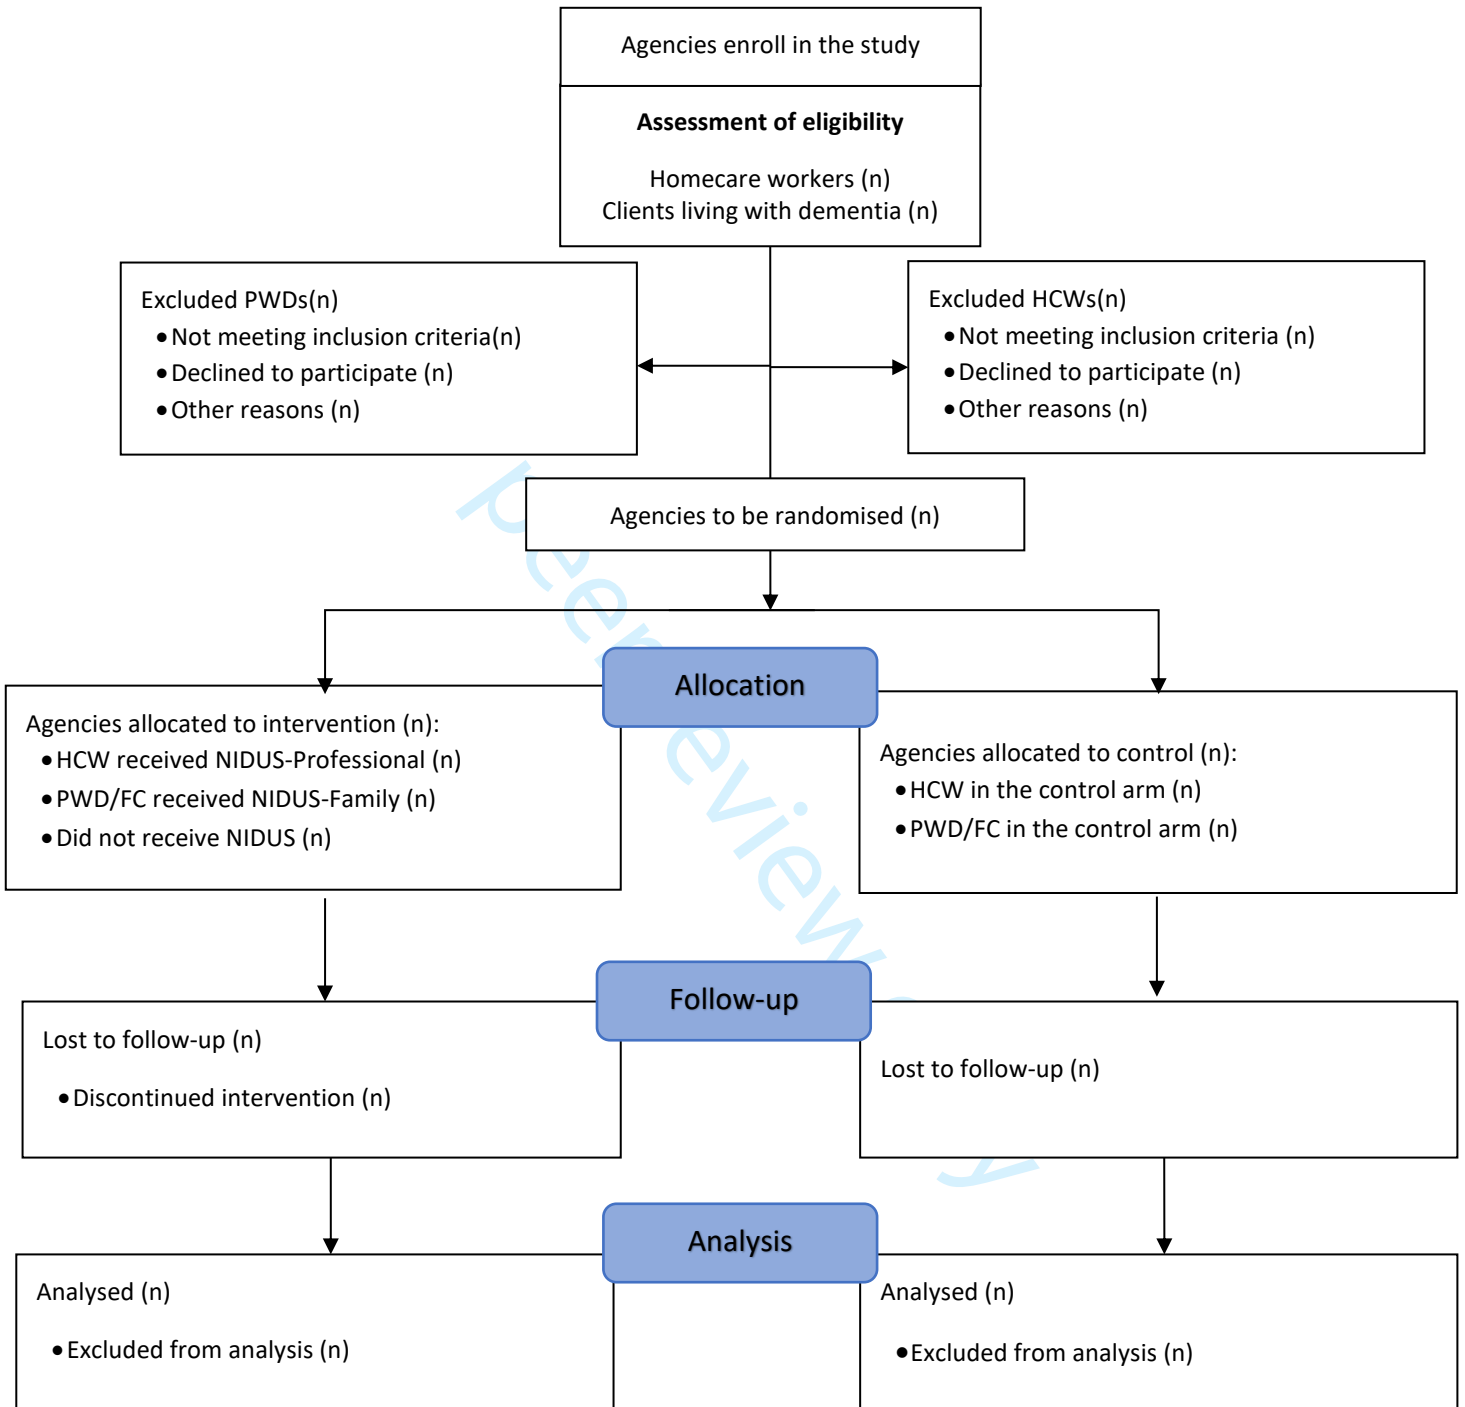 Agencies enroll in the study
Assessment of eligibility
Homecare workers (n)
Clients living with dementia (n)
Excluded PWDs(n)
• Not meeting inclusion criteria(n)
• Declined to participate (n)
• Other reasons (n)
Excluded HCWs(n)
• Not meeting inclusion criteria (n)
• Declined to participate (n)
• Other reasons (n)
Agencies to be randomised (n)
Allocation
Agencies allocated to intervention (n):
• HCW received NIDUS-Professional (n)
• PWD/FC received NIDUS-Family (n)
• Did not receive NIDUS (n)
Agencies allocated to control (n):
• HCW in the control arm (n)
• PWD/FC in the control arm (n)
Follow-up
Lost to follow-up (n)
• Discontinued intervention (n)
Lost to follow-up (n)
Analysis
Analysed (n)
• Excluded from analysis (n)
Analysed (n)
• Excluded from analysis (n)
peer review